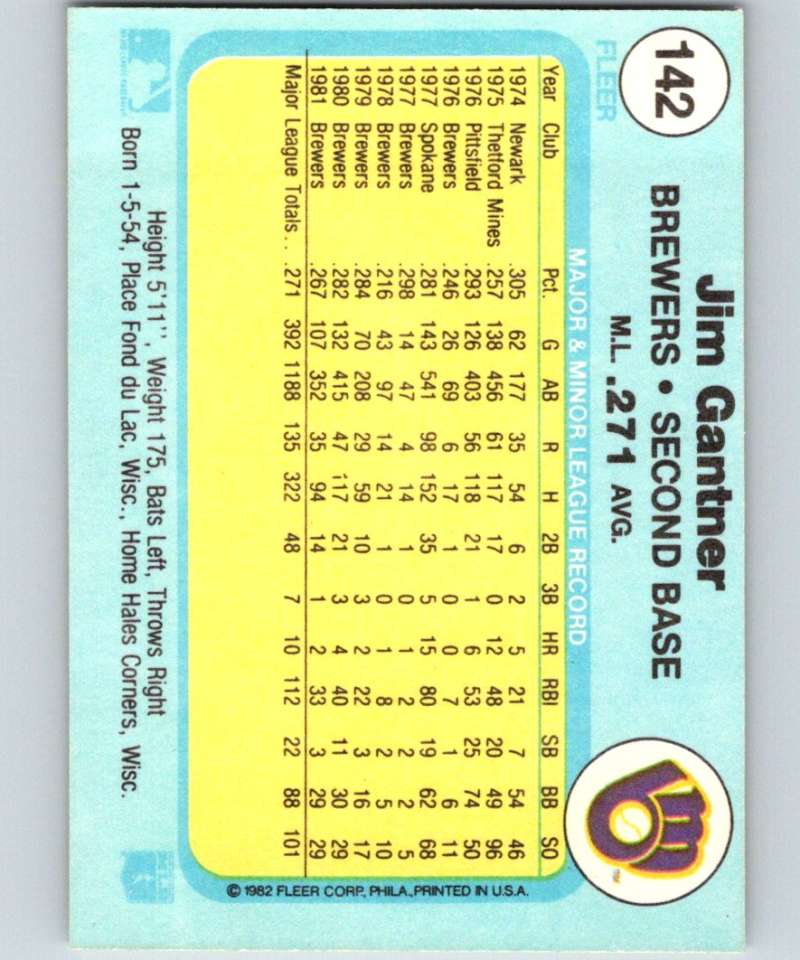 142
Jim Gantner
BREWERS • SECOND BASE
M.L. .271 AVG.
FLEER
MAJOR & MINOR LEAGUE RECORD
Year Club Pct. G AB R H 2B 3B HR RBI SB BB SO
1974 Newark .305 62 177 35 54 6 2 5 21 7 54 46
1975 Thetford Mines .257 138 456 61 117 17 0 12 48 20 49 96
1976 Pittsfield .293 126 403 56 118 21 1 6 53 25 74 50
1976 Brewers .246 26 69 6 17 1 0 0 7 1 6 11
1977 Spokane .281 143 541 98 152 35 5 15 80 19 62 68
1977 Brewers .298 14 47 4 14 1 0 1 2 2 2 5
1978 Brewers .216 43 97 14 21 1 0 1 8 2 5 10
1979 Brewers .284 70 208 29 59 10 3 2 22 3 16 17
1980 Brewers .282 132 415 47 117 21 3 4 40 11 30 29
1981 Brewers .267 107 352 35 94 14 1 2 33 3 29 29
Major League Totals . . .271 392 1188 135 322 48 7 10 112 22 88 101
© 1982 FLEER CORP., PHILA., PRINTED IN U.S.A.
Height 5'11'', Weight 175, Bats Left, Throws Right
Born 1-5-54, Place Fond du Lac, Wisc., Home Hales Corners, Wisc.